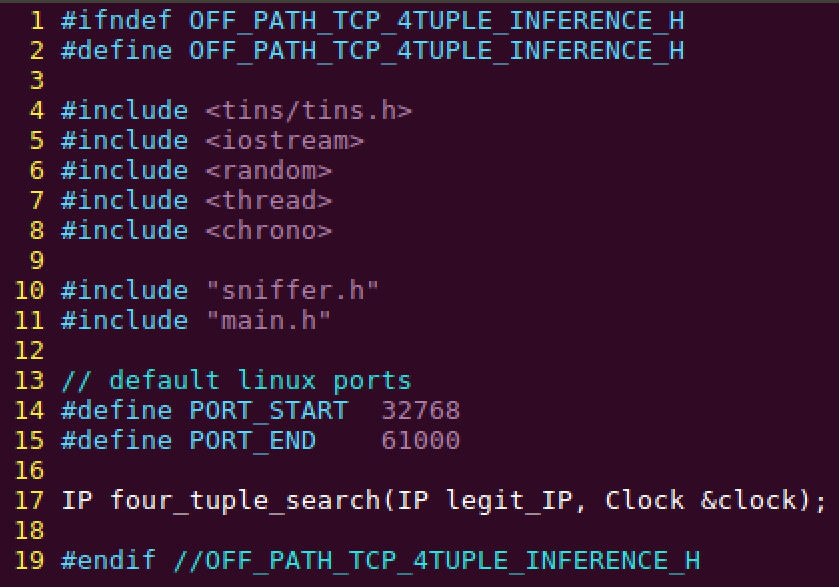 1 #ifndef OFF_PATH_TCP_4TUPLE_INFERENCE_H
2 #define OFF_PATH_TCP_4TUPLE_INFERENCE_H
3
4 #include <tins/tins.h>
5 #include <iostream>
6 #include <random>
7 #include <thread>
8 #include <chrono>
9
10 #include "sniffer.h"
11 #include "main.h"
12
13 // default linux ports
14 #define PORT_START  32768
15 #define PORT_END    61000
16
17 IP four_tuple_search(IP legit_IP, Clock &clock);
18
19 #endif //OFF_PATH_TCP_4TUPLE_INFERENCE_H